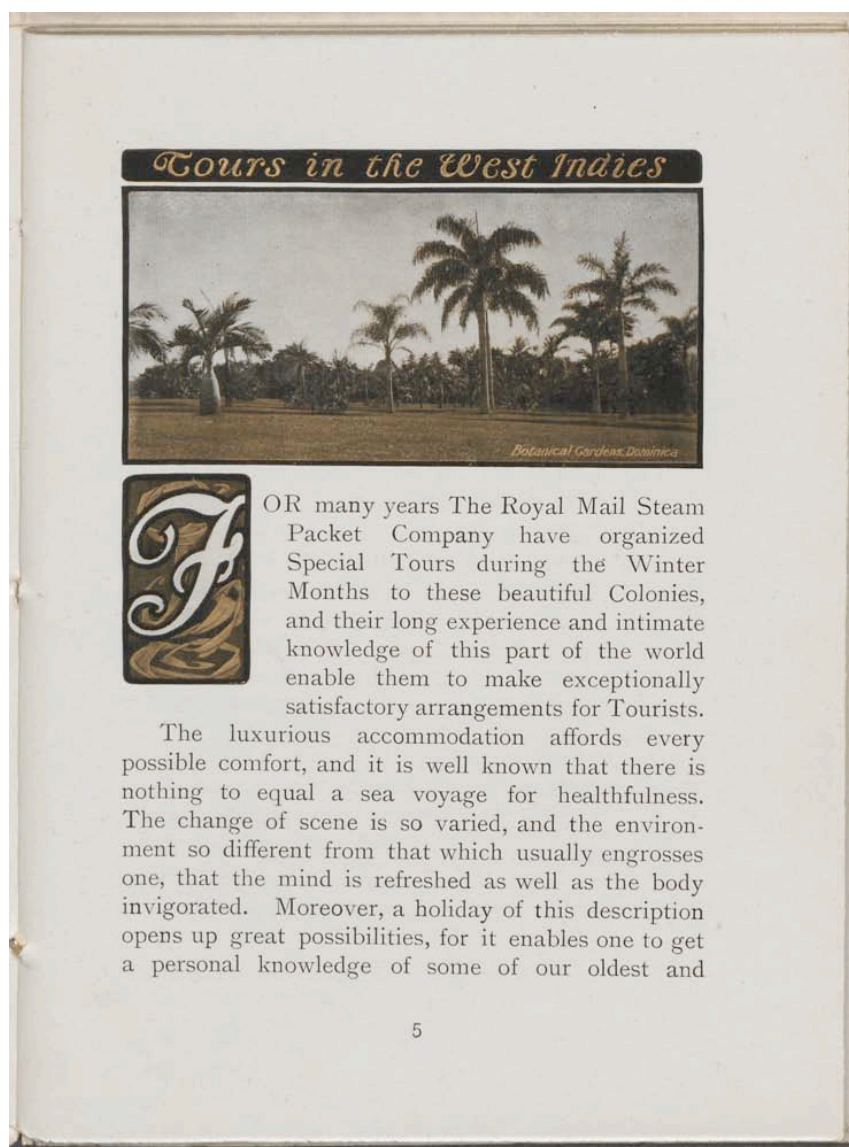 Tours in the West Indies
Botanical Gardens, Dominica
FOR many years The Royal Mail Steam
Packet Company have organized
Special Tours during the Winter
Months to these beautiful Colonies,
and their long experience and intimate
knowledge of this part of the world
enable them to make exceptionally
satisfactory arrangements for Tourists.
The luxurious accommodation affords every
possible comfort, and it is well known that there is
nothing to equal a sea voyage for healthfulness.
The change of scene is so varied, and the environ-
ment so different from that which usually engrosses
one, that the mind is refreshed as well as the body
invigorated. Moreover, a holiday of this description
opens up great possibilities, for it enables one to get
a personal knowledge of some of our oldest and
5